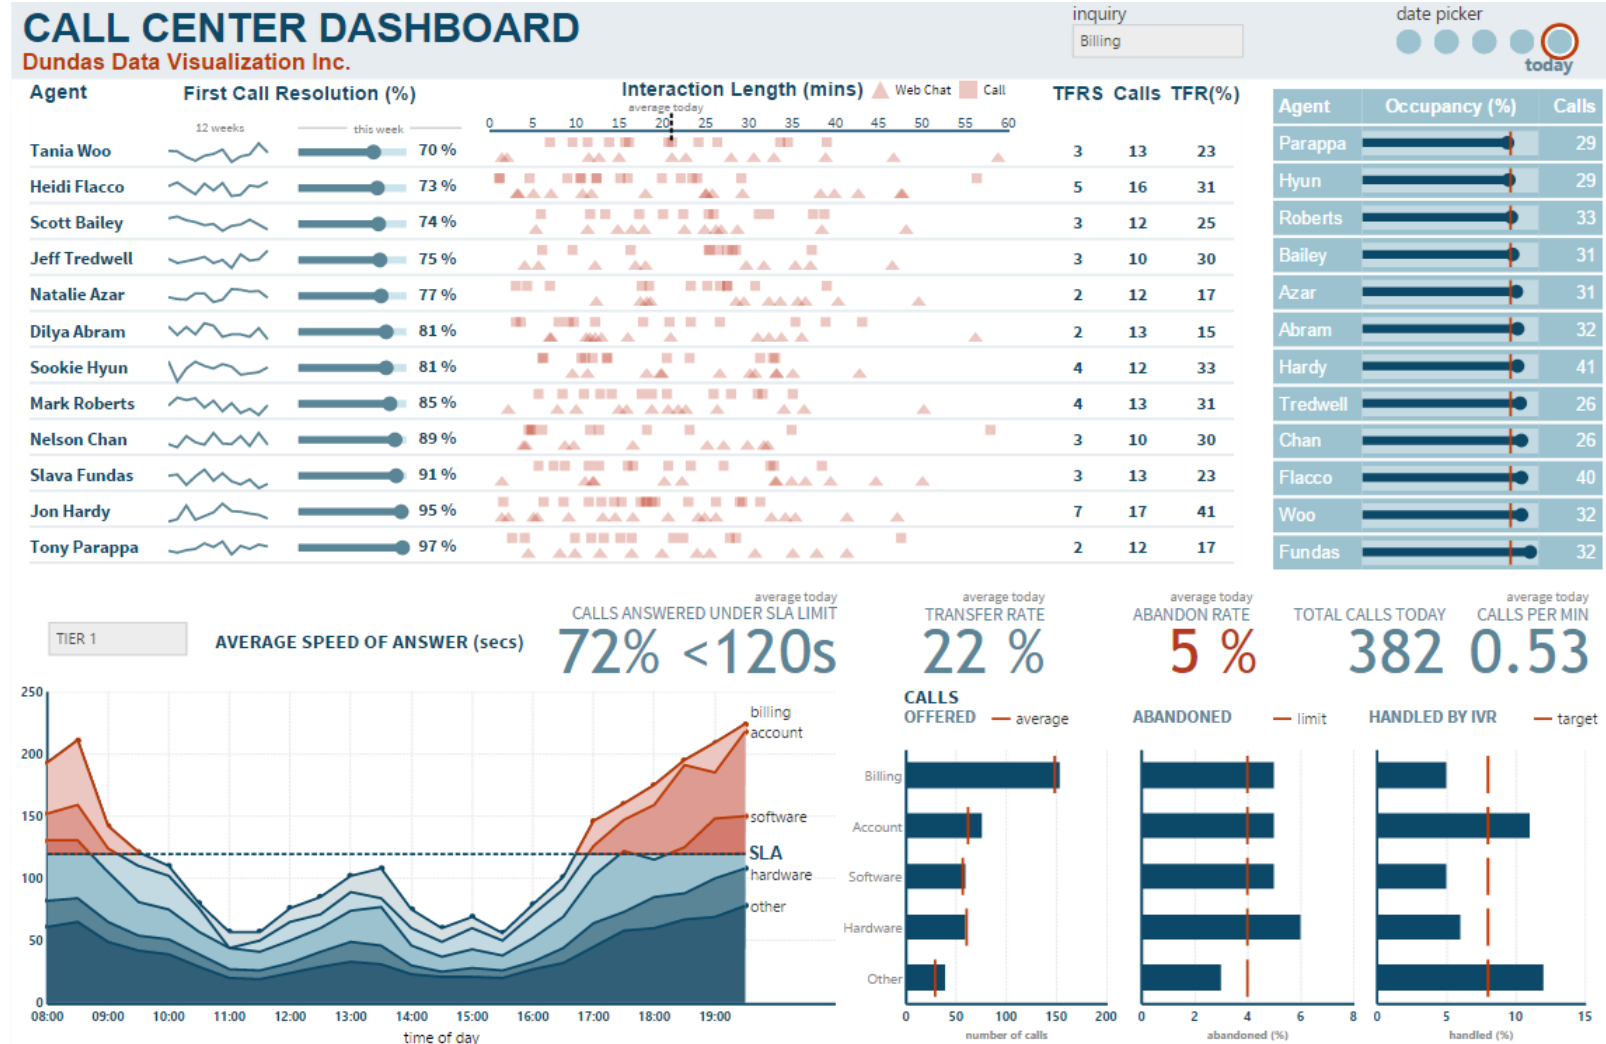 CALL CENTER DASHBOARD
Dundas Data Visualization Inc.
inquiry
Billing
date picker
today
Agent First Call Resolution (%) Interaction Length (mins) Web Chat Call TFRS Calls TFR(%)
12 weeks this week average today
0 5 10 15 20 25 30 35 40 45 50 55 60
Tania Woo 70 % 3 13 23
Heidi Flacco 73 % 5 16 31
Scott Bailey 74 % 3 12 25
Jeff Tredwell 75 % 3 10 30
Natalie Azar 77 % 2 12 17
Dilya Abram 81 % 2 13 15
Sookie Hyun 81 % 4 12 33
Mark Roberts 85 % 4 13 31
Nelson Chan 89 % 3 10 30
Slava Fundas 91 % 3 13 23
Jon Hardy 95 % 7 17 41
Tony Parappa 97 % 2 12 17
Agent Occupancy (%) Calls
Parappa 29
Hyun 29
Roberts 33
Bailey 31
Azar 31
Abram 32
Hardy 41
Tredwell 26
Chan 26
Flacco 40
Woo 32
Fundas 32
TIER 1
AVERAGE SPEED OF ANSWER (secs)
average today
CALLS ANSWERED UNDER SLA LIMIT
72% <120s
average today
TRANSFER RATE
22 %
average today
ABANDON RATE
5 %
TOTAL CALLS TODAY
382
average today
CALLS PER MIN
0.53
250
200
150
100
50
0
billing
account
software
SLA
hardware
other
08:00 09:00 10:00 11:00 12:00 13:00 14:00 15:00 16:00 17:00 18:00 19:00
time of day
CALLS
OFFERED average
Billing
Account
Software
Hardware
Other
0 50 100 150 200
number of calls
ABANDONED limit
0 2 4 6 8
abandoned (%)
HANDLED BY IVR target
0 5 10 15
handled (%)